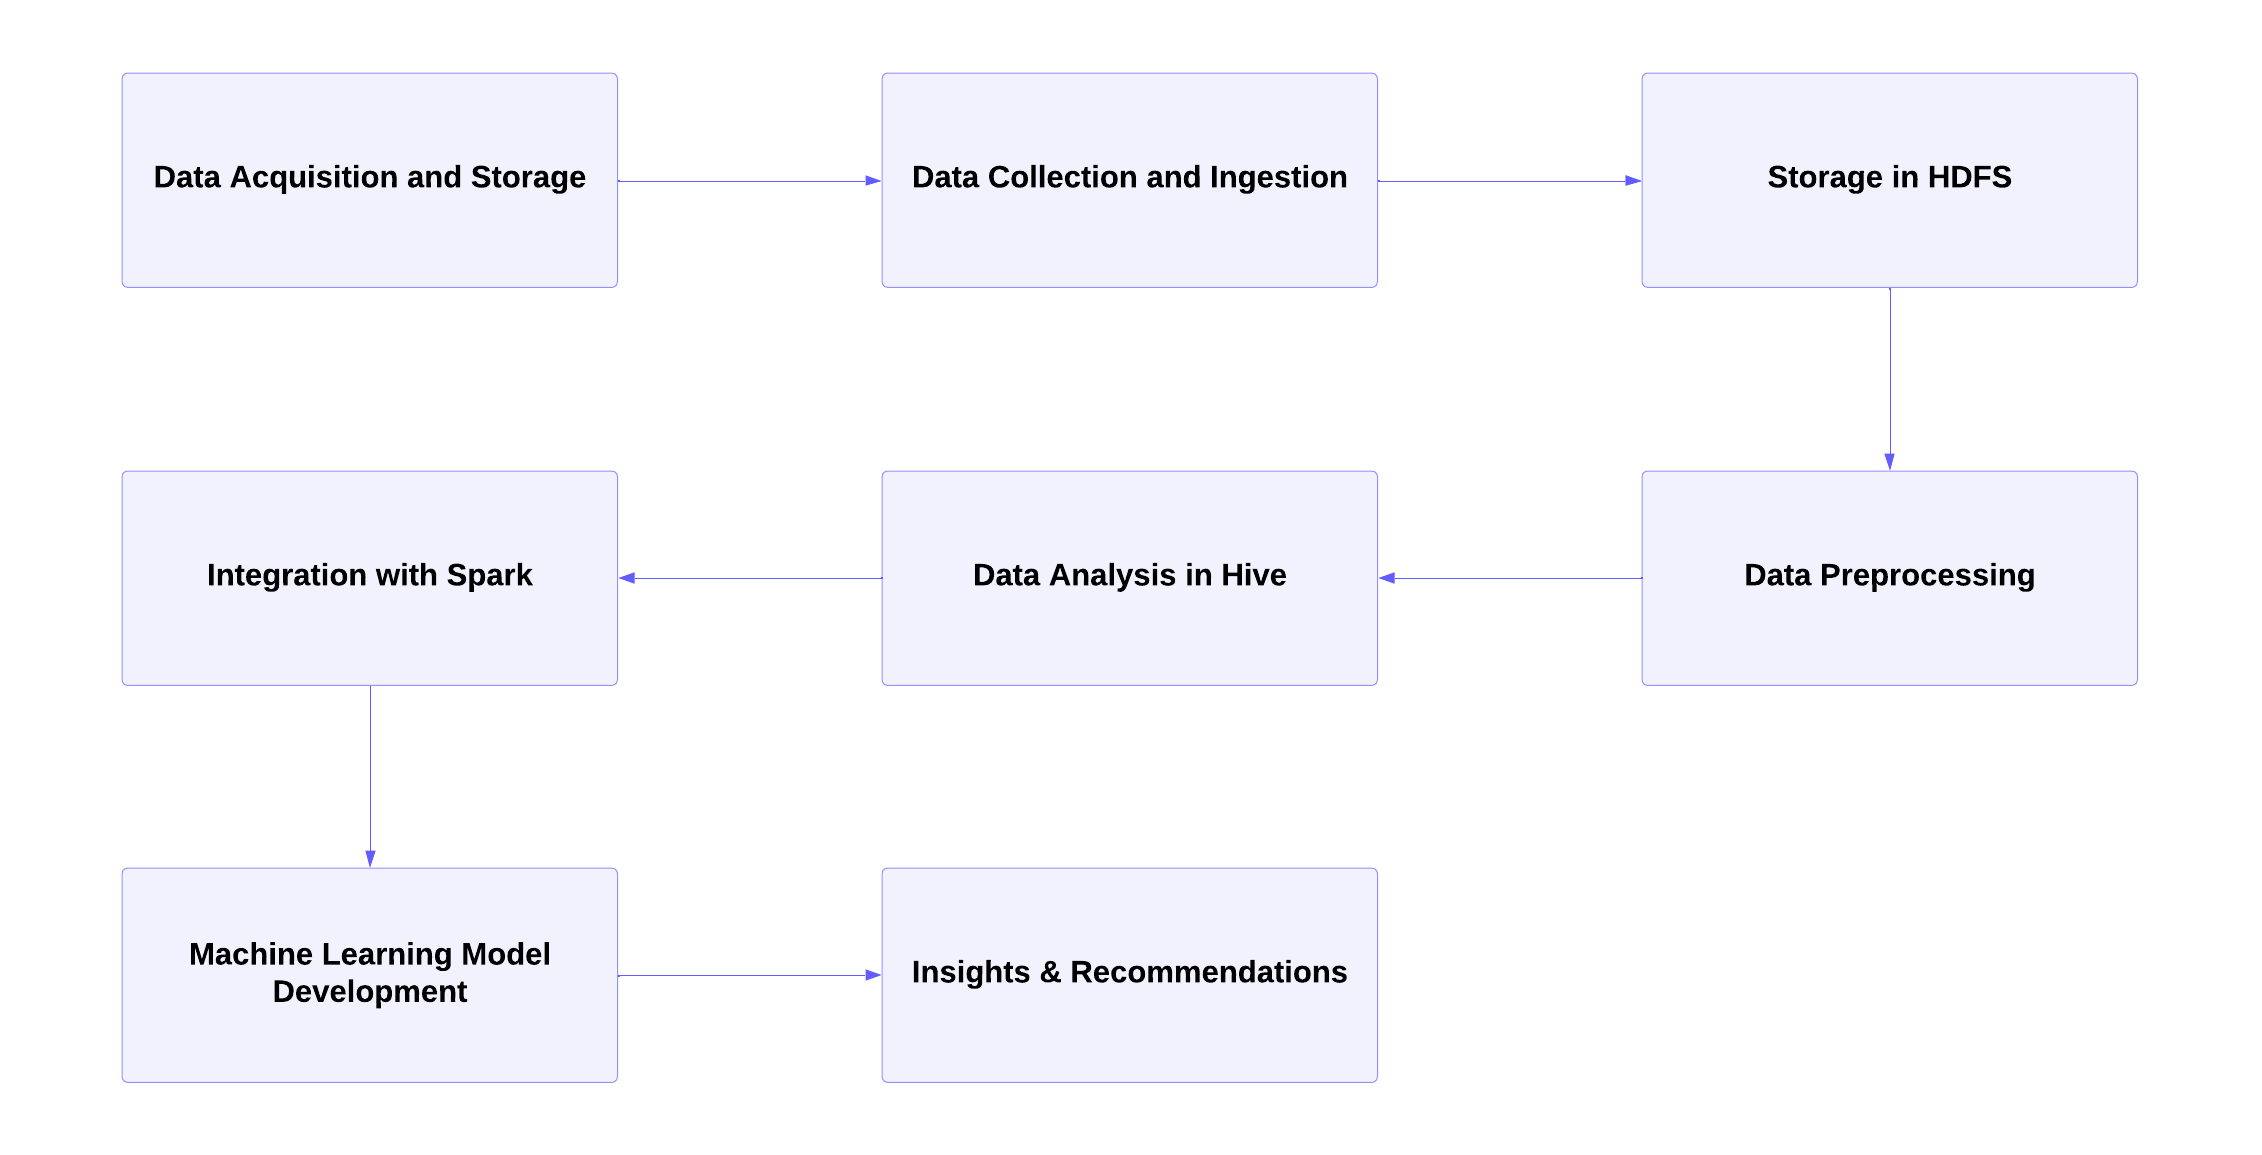 Data Acquisition and Storage
Data Collection and Ingestion
Storage in HDFS
Data Preprocessing
Data Analysis in Hive
Integration with Spark
Machine Learning Model
Development
Insights & Recommendations